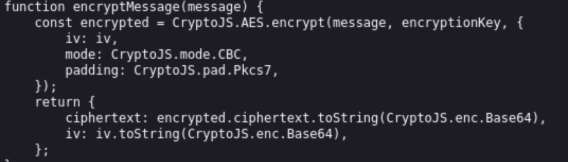 function encryptMessage(message) {
    const encrypted = CryptoJS.AES.encrypt(message, encryptionKey, {
        iv: iv,
        mode: CryptoJS.mode.CBC,
        padding: CryptoJS.pad.Pkcs7,
    });
    return {
        ciphertext: encrypted.ciphertext.toString(CryptoJS.enc.Base64),
        iv: iv.toString(CryptoJS.enc.Base64),
    };